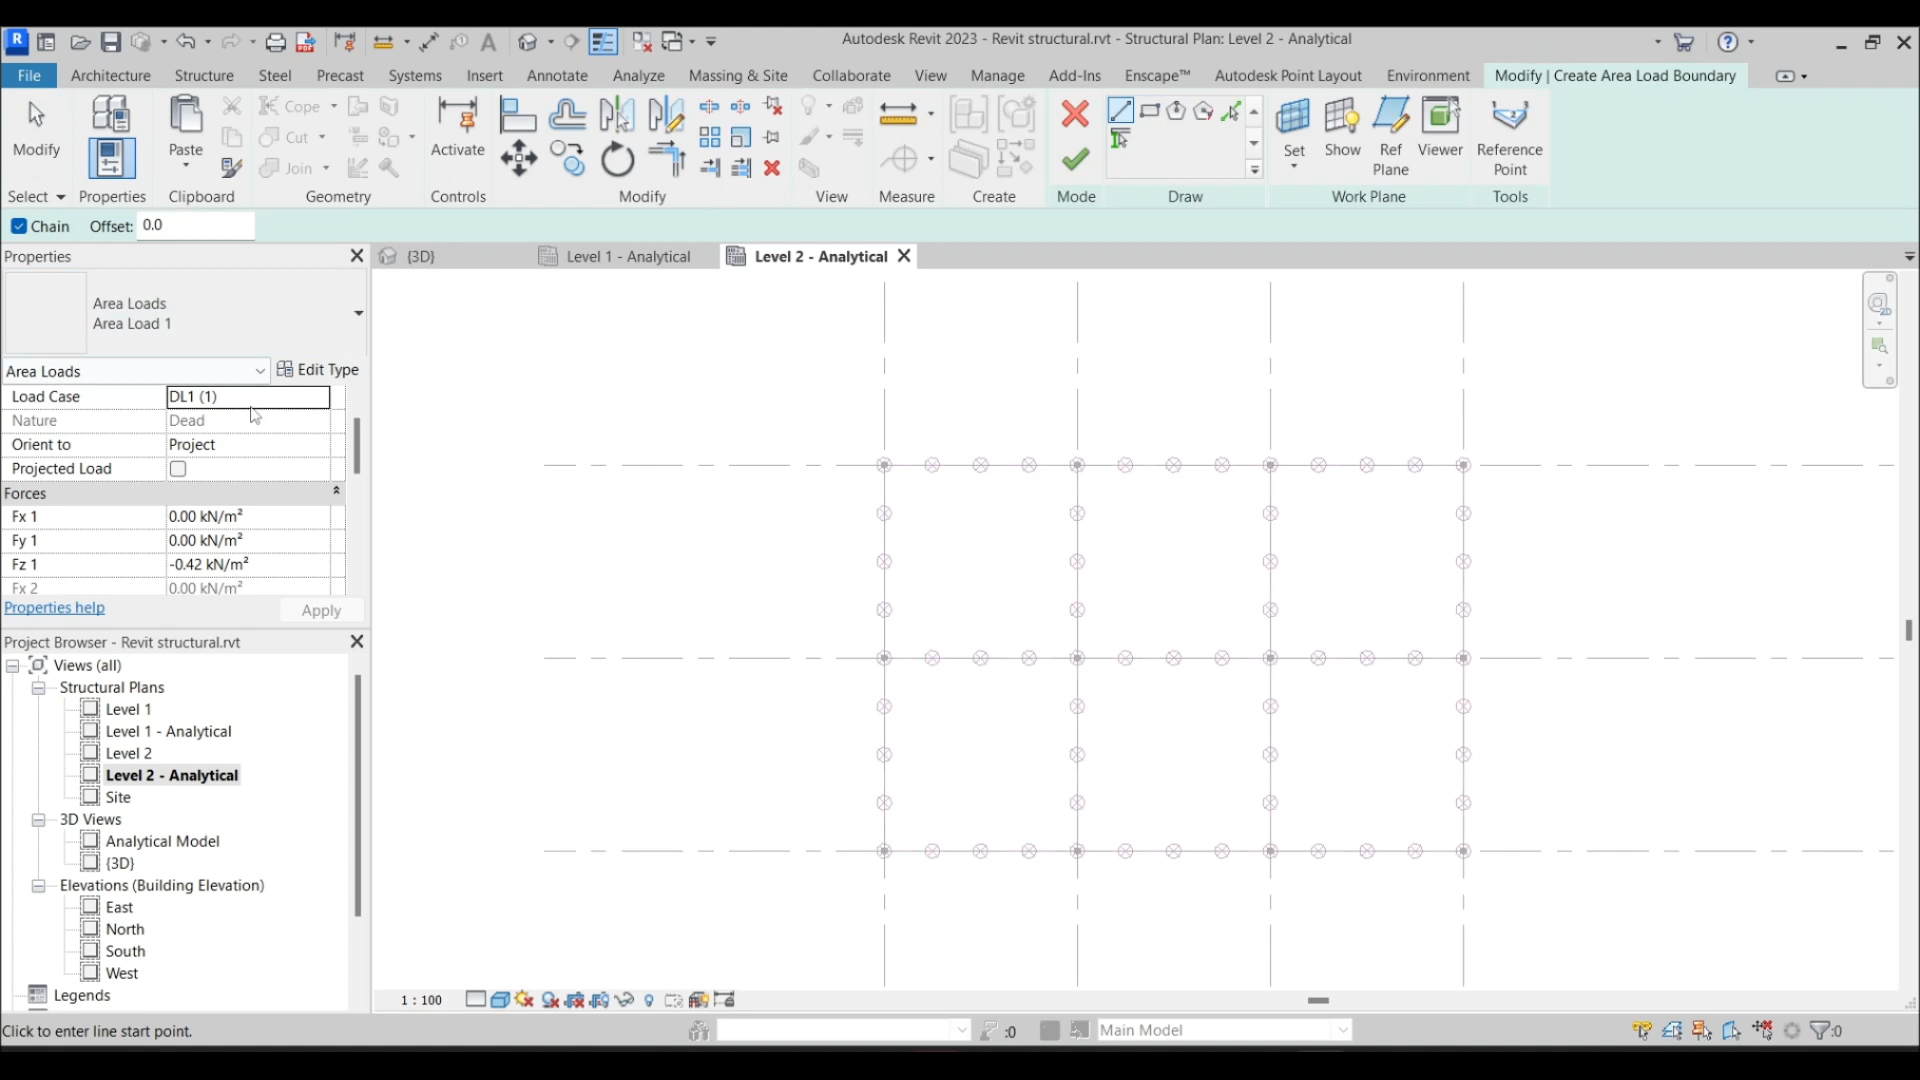 Autodesk Revit 2023 - Revit structural.rvt - Structural Plan: Level 2 - Analytical
File Architecture Structure Steel Precast Systems Insert Annotate Analyze Massing & Site Collaborate View Manage Add-Ins Enscape™ Autodesk Point Layout Environment Modify | Create Area Load Boundary
Modify Paste Cope Cut Join Activate Set Show Ref Plane Viewer Reference Point
Select Properties Clipboard Geometry Controls Modify View Measure Create Mode Draw Work Plane Tools
Chain Offset: 0.0
Properties
{3D} Level 1 - Analytical Level 2 - Analytical
Area Loads
Area Load 1
Area Loads Edit Type
Load Case DL1 (1)
Nature Dead
Orient to Project
Projected Load
Forces
Fx 1 0.00 kN/m²
Fy 1 0.00 kN/m²
Fz 1 -0.42 kN/m²
Fx 2 0.00 kN/m²
Properties help Apply
Project Browser - Revit structural.rvt
Views (all)
Structural Plans
Level 1
Level 1 - Analytical
Level 2
Level 2 - Analytical
Site
3D Views
Analytical Model
{3D}
Elevations (Building Elevation)
East
North
South
West
Legends
1 : 100
Click to enter line start point. :0 Main Model :0